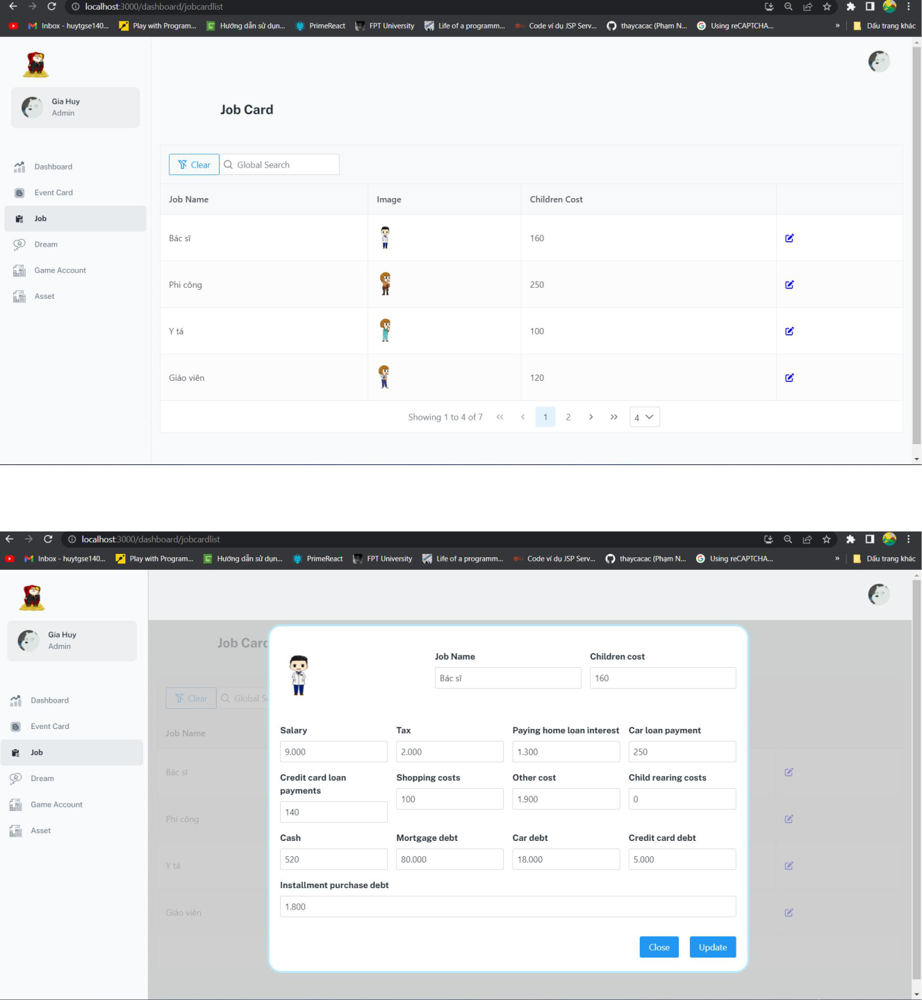 localhost:3000/dashboard/jobcardlist
Inbox - huytgse140... Play with Program... Hướng dẫn sử dụn... PrimeReact FPT University Life of a programm... Code ví dụ JSP Serv... thaycacac (Phạm N... Using reCAPTCHA... » Dấu trang khác
Gia Huy
Admin
Job Card
Dashboard
Event Card
Job
Dream
Game Account
Asset
Clear Global Search
Job Name Image Children Cost
Bác sĩ 160
Phi công 250
Y tá 100
Giáo viên 120
Showing 1 to 4 of 7 << < 1 2 > >> 4
localhost:3000/dashboard/jobcardlist
Inbox - huytgse140... Play with Program... Hướng dẫn sử dụn... PrimeReact FPT University Life of a programm... Code ví dụ JSP Serv... thaycacac (Phạm N... Using reCAPTCHA... » Dấu trang khác
Gia Huy
Admin
Dashboard
Event Card
Job
Dream
Game Account
Asset
Job Card
Clear Global S
Job Name
Bác sĩ
Phi công
Y tá
Giáo viên
Job Name Children cost
Bác sĩ 160
Salary Tax Paying home loan interest Car loan payment
9.000 2.000 1.300 250
Credit card loan payments Shopping costs Other cost Child rearing costs
140 100 1.900 0
Cash Mortgage debt Car debt Credit card debt
520 80.000 18.000 5.000
Installment purchase debt
1.800
Close Update